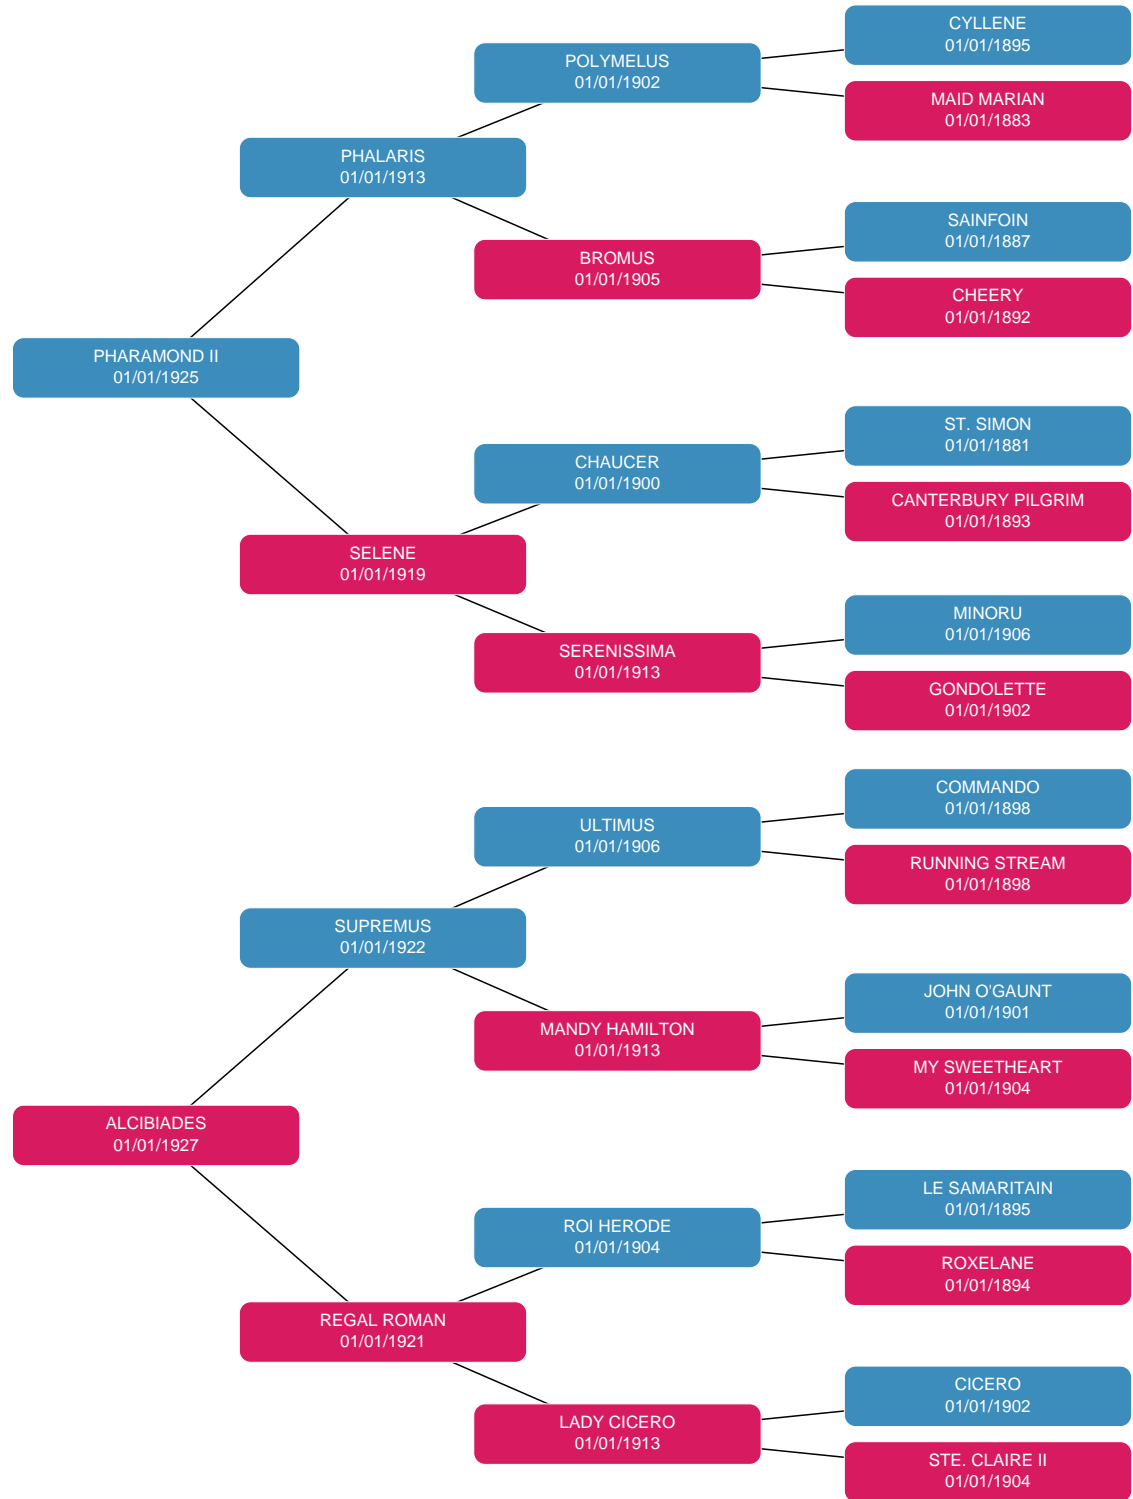 CYLLENE
01/01/1895
POLYMELUS
01/01/1902
MAID MARIAN
01/01/1883
PHALARIS
01/01/1913
SAINFOIN
01/01/1887
BROMUS
01/01/1905
CHEERY
01/01/1892
PHARAMOND II
01/01/1925
ST. SIMON
01/01/1881
CHAUCER
01/01/1900
CANTERBURY PILGRIM
01/01/1893
SELENE
01/01/1919
MINORU
01/01/1906
SERENISSIMA
01/01/1913
GONDOLETTE
01/01/1902
COMMANDO
01/01/1898
ULTIMUS
01/01/1906
RUNNING STREAM
01/01/1898
SUPREMUS
01/01/1922
JOHN O'GAUNT
01/01/1901
MANDY HAMILTON
01/01/1913
MY SWEETHEART
01/01/1904
ALCIBIADES
01/01/1927
LE SAMARITAIN
01/01/1895
ROI HERODE
01/01/1904
ROXELANE
01/01/1894
REGAL ROMAN
01/01/1921
CICERO
01/01/1902
LADY CICERO
01/01/1913
STE. CLAIRE II
01/01/1904